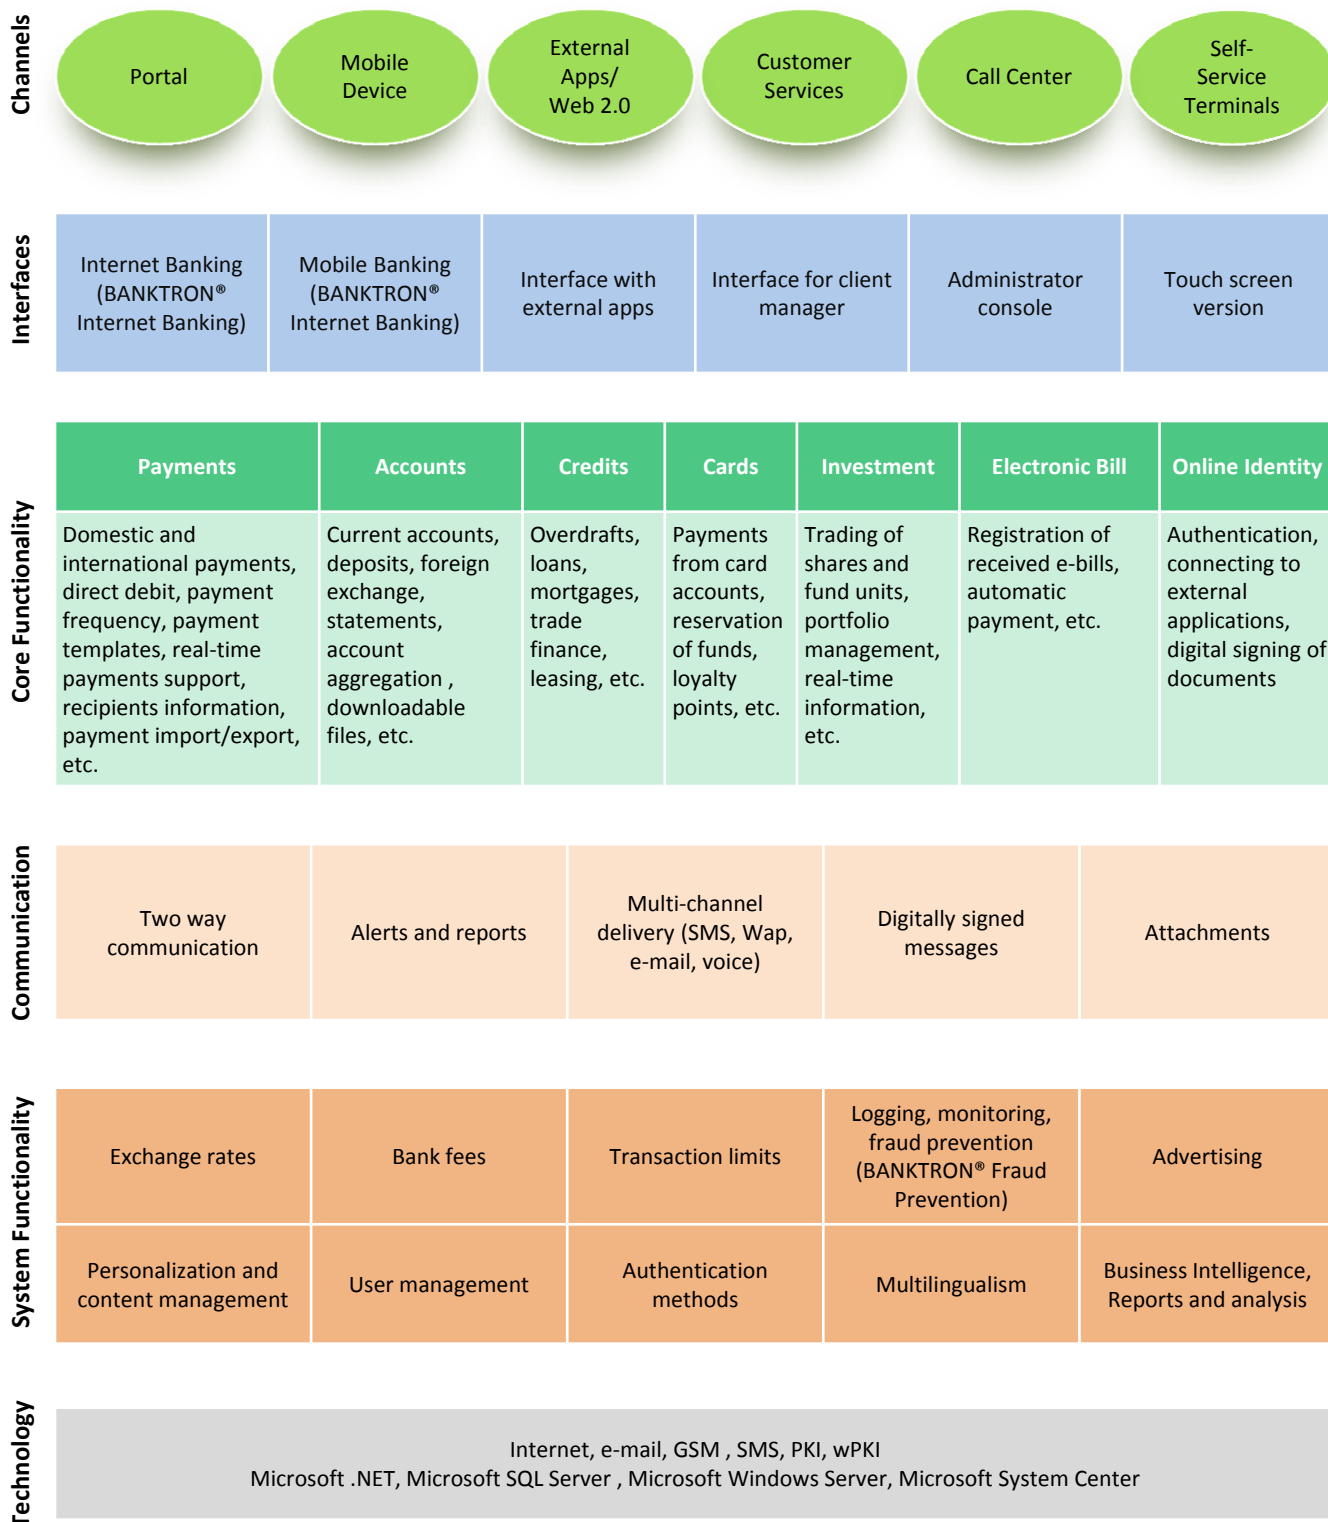 Channels
Portal
Mobile
Device
External
Apps/
Web 2.0
Customer
Services
Call Center
Self-
Service
Terminals
Interfaces
Internet Banking
(BANKTRON®
Internet Banking)
Mobile Banking
(BANKTRON®
Internet Banking)
Interface with
external apps
Interface for client
manager
Administrator
console
Touch screen
version
Core Functionality
Payments
Accounts
Credits
Cards
Investment
Electronic Bill
Online Identity
Domestic and
international payments,
direct debit, payment
frequency, payment
templates, real-time
payments support,
recipients information,
payment import/export,
etc.
Current accounts,
deposits, foreign
exchange,
statements,
account
aggregation ,
downloadable
files, etc.
Overdrafts,
loans,
mortgages,
trade
finance,
leasing, etc.
Payments
from card
accounts,
reservation
of funds,
loyalty
points, etc.
Trading of
shares and
fund units,
portfolio
management,
real-time
information,
etc.
Registration of
received e-bills,
automatic
payment, etc.
Authentication,
connecting to
external
applications,
digital signing of
documents
Communication
Two way
communication
Alerts and reports
Multi-channel
delivery (SMS, Wap,
e-mail, voice)
Digitally signed
messages
Attachments
System Functionality
Exchange rates
Bank fees
Transaction limits
Logging, monitoring,
fraud prevention
(BANKTRON® Fraud
Prevention)
Advertising
Personalization and
content management
User management
Authentication
methods
Multilingualism
Business Intelligence,
Reports and analysis
Technology
Internet, e-mail, GSM , SMS, PKI, wPKI
Microsoft .NET, Microsoft SQL Server , Microsoft Windows Server, Microsoft System Center